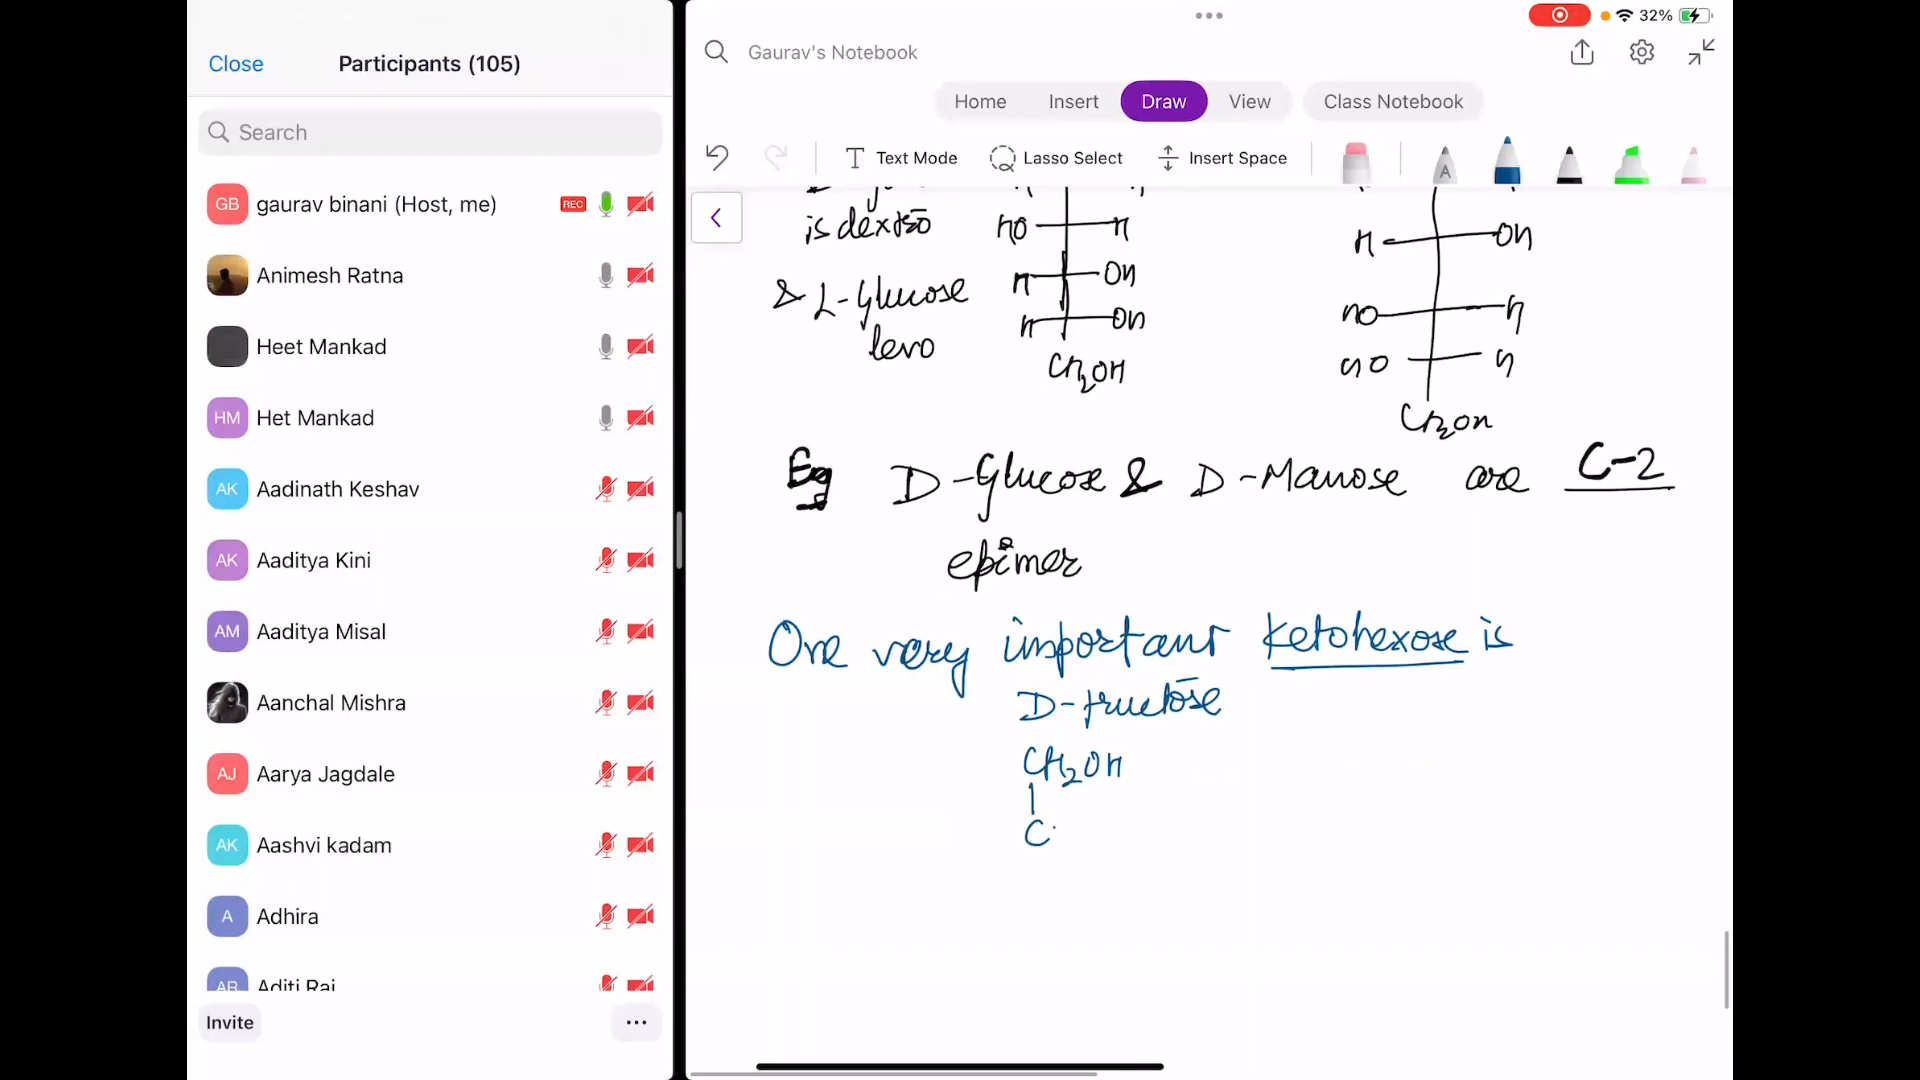 32%
Close
Participants (105)
Search
GB gaurav binani (Host, me) REC
Animesh Ratna
Heet Mankad
HM Het Mankad
AK Aadinath Keshav
AK Aaditya Kini
AM Aaditya Misal
Aanchal Mishra
AJ Aarya Jagdale
AK Aashvi kadam
A Adhira
AR Aditi Rai
Invite
Gaurav's Notebook
Home Insert Draw View Class Notebook
Text Mode Lasso Select Insert Space
A
is dextro
& L-Glucose
levo
HO H
H OH
H OH
CH2OH
H OH
HO H
HO H
CH2OH
Eg D-Glucose & D-Manose are C-2
epimer
One very important Ketohexose is
D-fructose
CH2OH
C